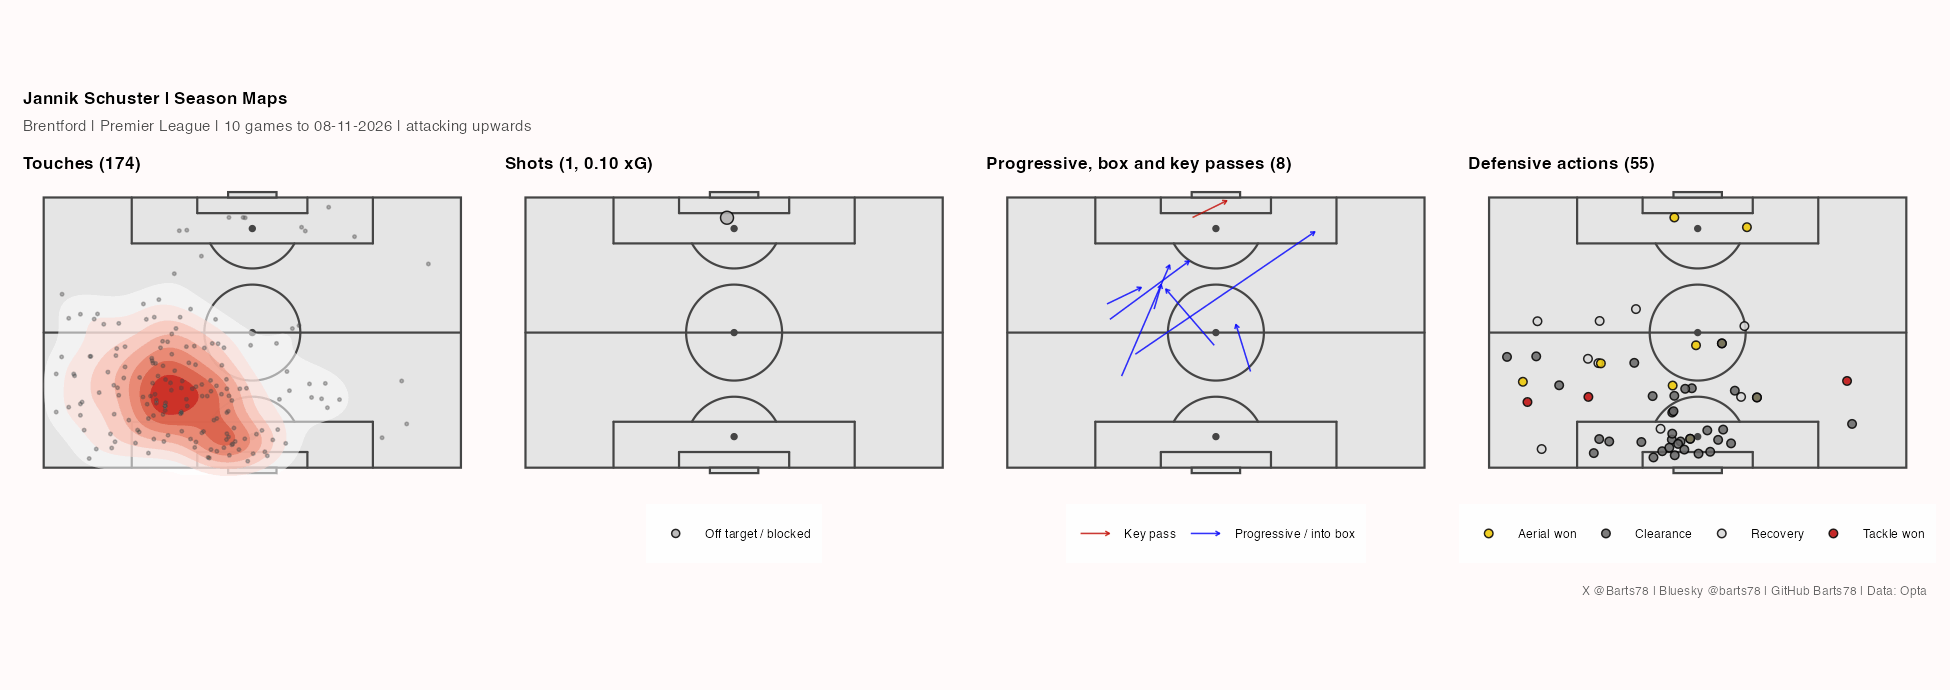 Jannik Schuster | Season Maps
Brentford | Premier League | 10 games to 08-11-2026 | attacking upwards
Touches (174)
Shots (1, 0.10 xG)
Progressive, box and key passes (8)
Defensive actions (55)
Off target / blocked
Key pass
Progressive / into box
Aerial won
Clearance
Recovery
Tackle won
X @Barts78 | Bluesky @barts78 | GitHub Barts78 | Data: Opta